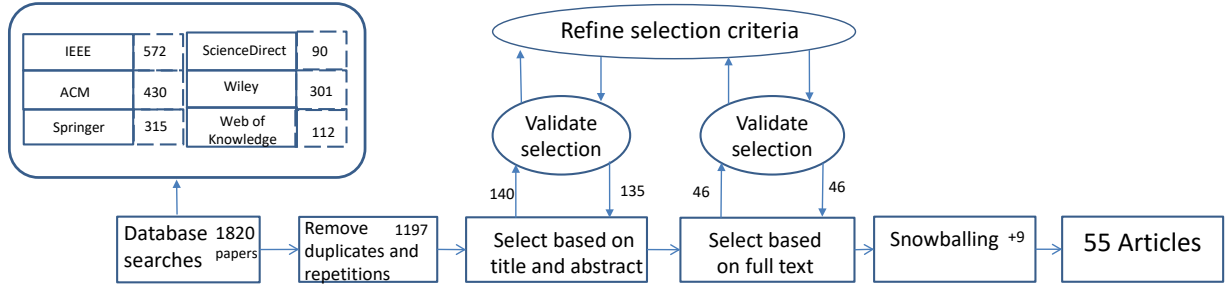 IEEE 572 ScienceDirect 90
ACM 430 Wiley 301
Springer 315 Web of
Knowledge 112
Refine selection criteria
Validate
selection
Validate
selection
140 135 46 46
Database 1820
searches papers
Remove 1197
duplicates and
repetitions
Select based on
title and abstract
Select based
on full text
Snowballing +9
55 Articles